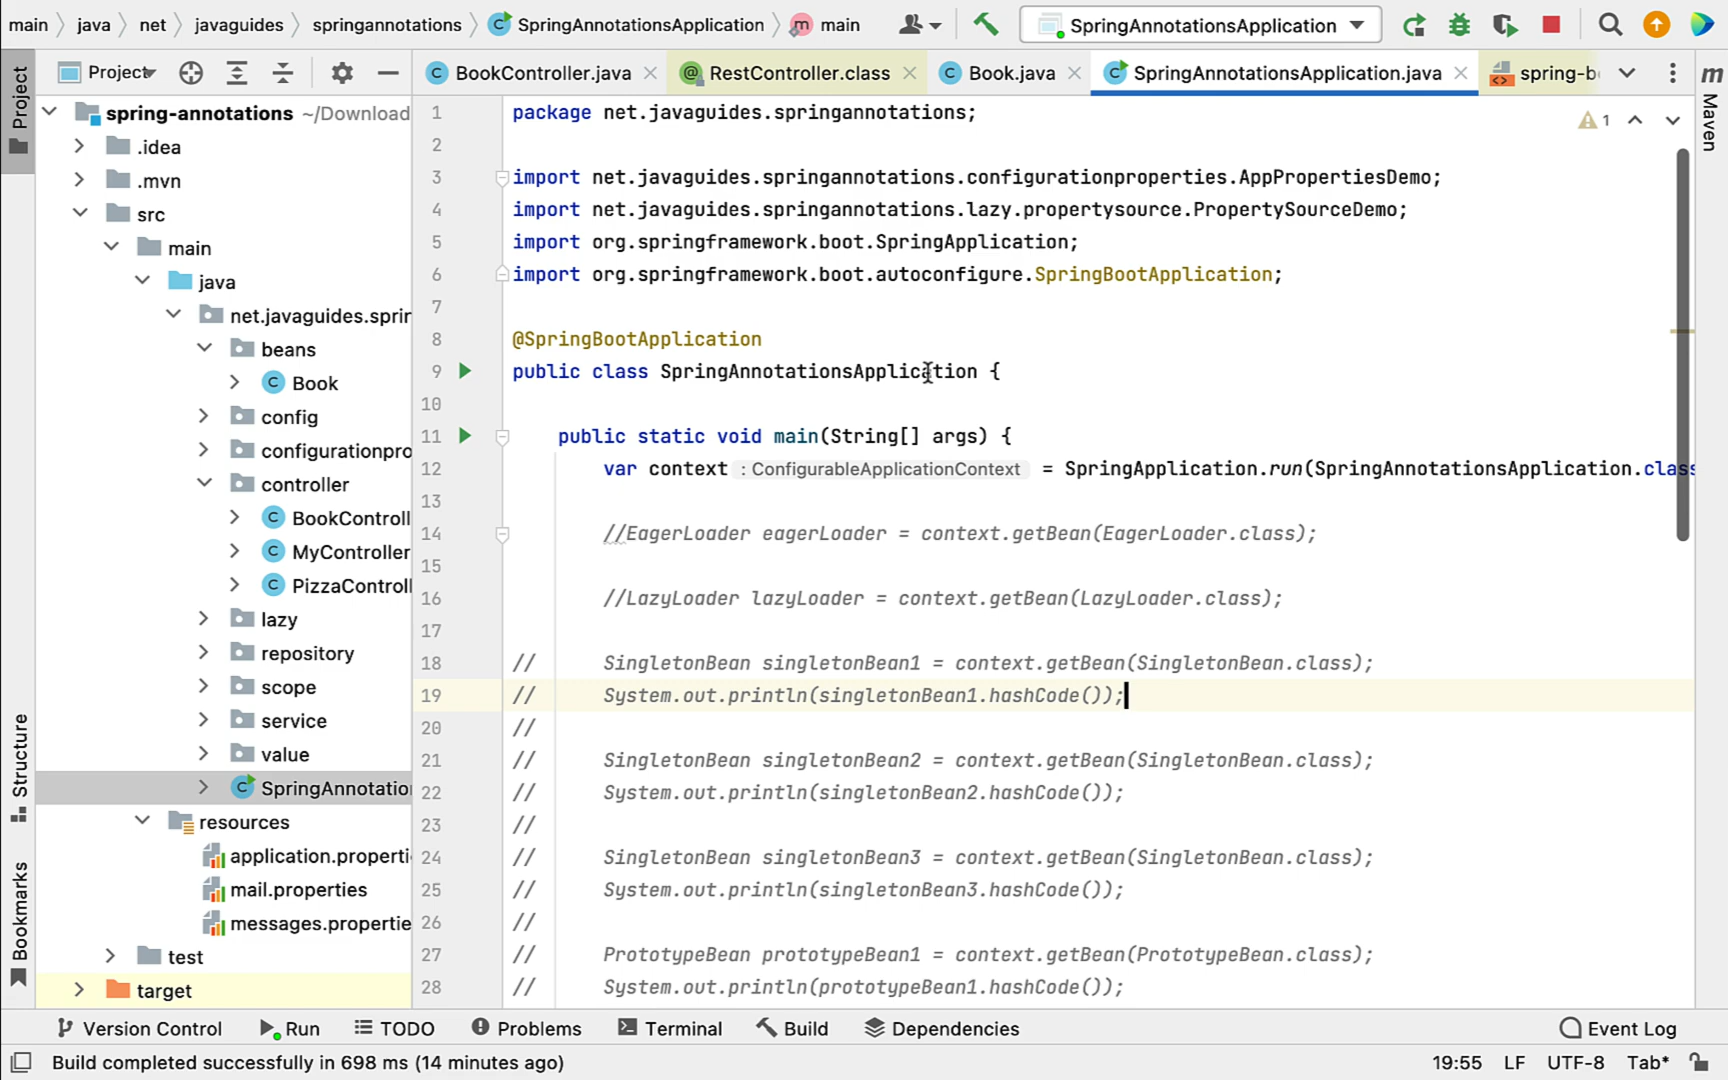 main java net javaguides springannotations SpringAnnotationsApplication main SpringAnnotationsApplication
Project BookController.java RestController.class Book.java SpringAnnotationsApplication.java spring-b
Project
Structure
Bookmarks
Maven
spring-annotations ~/Download
.idea
.mvn
src
main
java
net.javaguides.sprin
beans
Book
config
configurationpro
controller
BookControll
MyController
PizzaControll
lazy
repository
scope
service
value
SpringAnnotatio
resources
application.properti
mail.properties
messages.propertie
test
target
1 package net.javaguides.springannotations;
2
3 import net.javaguides.springannotations.configurationproperties.AppPropertiesDemo;
4 import net.javaguides.springannotations.lazy.propertysource.PropertySourceDemo;
5 import org.springframework.boot.SpringApplication;
6 import org.springframework.boot.autoconfigure.SpringBootApplication;
7
8 @SpringBootApplication
9 public class SpringAnnotationsApplication {
10
11 public static void main(String[] args) {
12 var context : ConfigurableApplicationContext = SpringApplication.run(SpringAnnotationsApplication.class
13
14 //EagerLoader eagerLoader = context.getBean(EagerLoader.class);
15
16 //LazyLoader lazyLoader = context.getBean(LazyLoader.class);
17
18 // SingletonBean singletonBean1 = context.getBean(SingletonBean.class);
19 // System.out.println(singletonBean1.hashCode());
20 //
21 // SingletonBean singletonBean2 = context.getBean(SingletonBean.class);
22 // System.out.println(singletonBean2.hashCode());
23 //
24 // SingletonBean singletonBean3 = context.getBean(SingletonBean.class);
25 // System.out.println(singletonBean3.hashCode());
26 //
27 // PrototypeBean prototypeBean1 = context.getBean(PrototypeBean.class);
28 // System.out.println(prototypeBean1.hashCode());
1
Version Control Run TODO Problems Terminal Build Dependencies Event Log
Build completed successfully in 698 ms (14 minutes ago) 19:55 LF UTF-8 Tab*